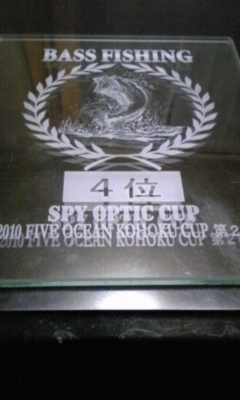 BASS FISHING
4位
SPY OPTIC CUP
2010 FIVE OCEAN KOHOKU CUP 第2